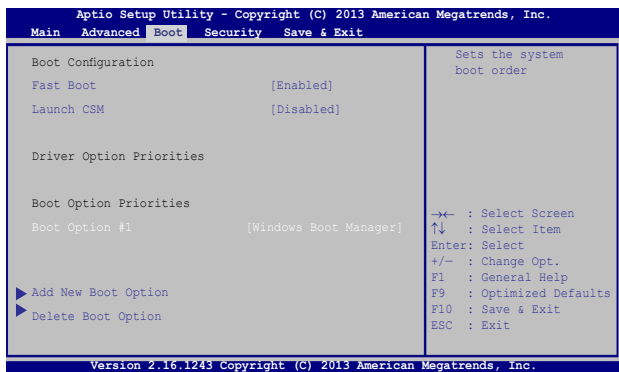 Aptio Setup Utility - Copyright (C) 2013 American Megatrends, Inc.
Main Advanced Boot Security Save & Exit
Boot Configuration
Fast Boot [Enabled]
Launch CSM [Disabled]
Driver Option Priorities
Boot Option Priorities
Boot Option #1 [Windows Boot Manager]
Add New Boot Option
Delete Boot Option
Sets the system
boot order
→← : Select Screen
↑↓ : Select Item
Enter: Select
+/— : Change Opt.
F1 : General Help
F9 : Optimized Defaults
F10 : Save & Exit
ESC : Exit
Version 2.16.1243 Copyright (C) 2013 American Megatrends, Inc.